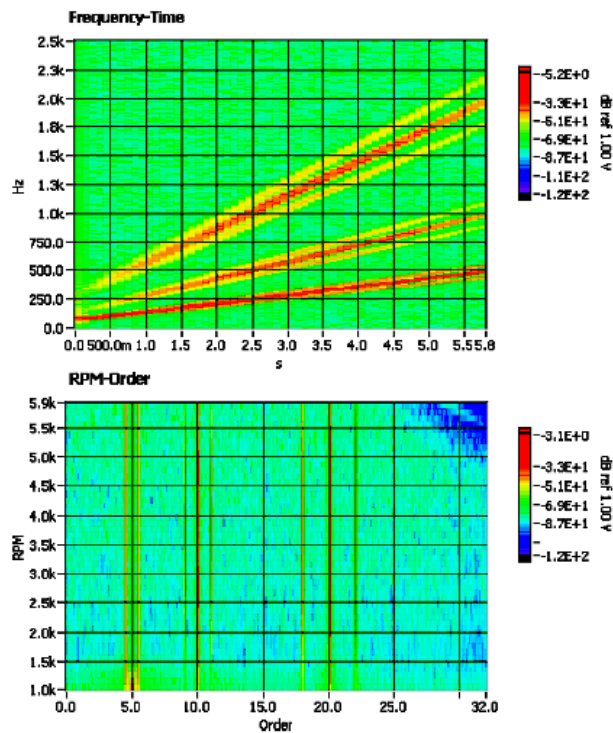 Frequency-Time
2.5k
2.3k
2.0k
1.8k
1.5k
1.3k
1.0k
750.0
500.0
250.0
0.0
Hz
0.0 500.0m 1.0 1.5 2.0 2.5 3.0 3.5 4.0 4.5 5.0 5.5 5.8
s
-5.2E+0
-3.3E+1
-5.1E+1
-6.9E+1
-8.7E+1
-1.1E+2
-1.2E+2
dB ref 1.00 V
RPM-Order
5.9k
5.5k
5.0k
4.5k
4.0k
3.5k
3.0k
2.5k
2.0k
1.5k
1.0k
RPM
0.0 5.0 10.0 15.0 20.0 25.0 32.0
Order
-3.1E+0
-3.3E+1
-5.1E+1
-6.9E+1
-8.7E+1
-
-1.2E+2
dB ref 1.00 V